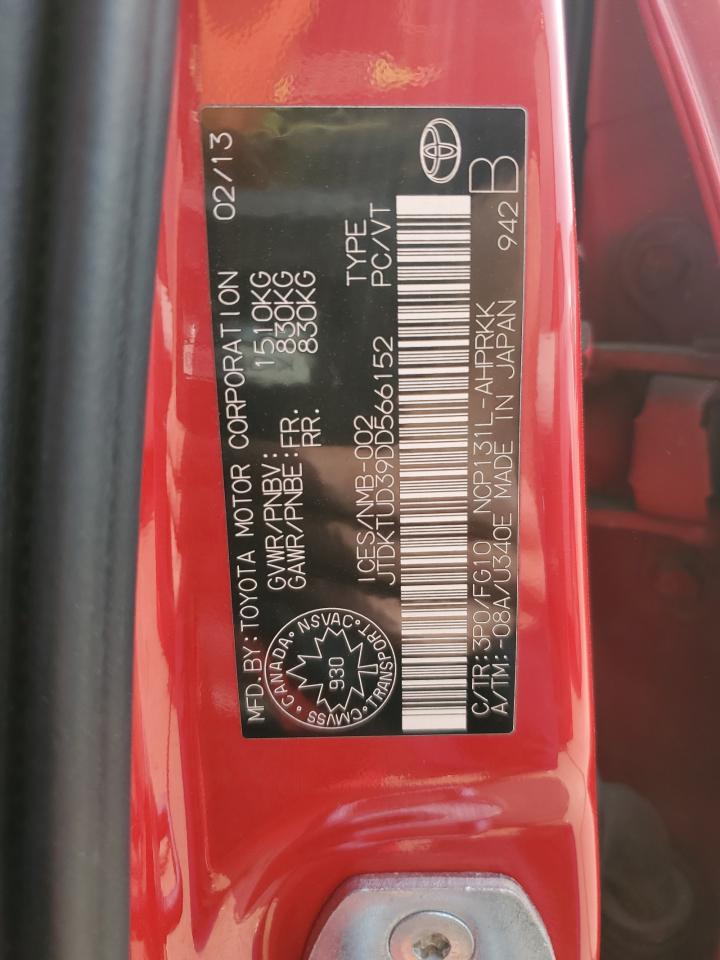 MFD.BY:TOYOTA MOTOR CORPORATION 02/13
GVWR/PNBV: 1510KG
GAWR/PNBE:FR. 830KG
RR. 830KG
CANADA · NSVAC · TRANSPORT · CMVSS ·
930
ICES/NMB-002 TYPE
JTDKTUD39DD566152 PC/VT
C/TR:3P0/FG10 NCP131L-AHPRKK 942 B
A/TM:-08A/U340E MADE IN JAPAN